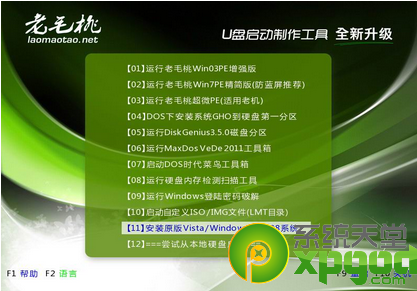 老毛桃
laomaotao.net
U盘启动制作工具 全新升级
【01】运行老毛桃Win03PE增强版
【02】运行老毛桃Win7PE精简版(防蓝屏推荐)
【03】运行老毛桃超微PE(适用老机)
【04】DOS下安装系统GHO到硬盘第一分区
【05】运行DiskGenius3.5.0磁盘分区
【06】运行MaxDos VeDe 2011工具箱
【07】启动DOS时代菜鸟工具箱
【08】运行硬盘内存检测扫描工具
【09】运行Windows登陆密码破解
【10】启动自创ISO/IMG文件(LMT目录)
【11】安装原版Vista/Windows 08系统
【12】===尝试从本地硬盘
系统天堂
xpgod.com
F1 帮助 F2 语言